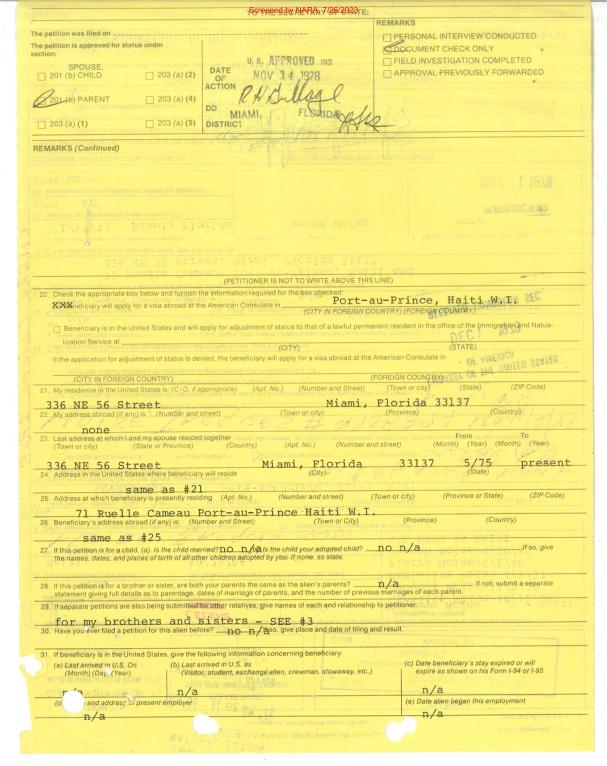 Screened by NARA, 7/26/2023
TO THE SECRETARY OF STATE:
The petition was filed on
The petition is approved for status under section:
SPOUSE,
201 (b) CHILD
203 (a) (2)
201 (b) PARENT
203 (a) (4)
203 (a) (1)
203 (a) (5)
DATE OF ACTION
DD
DISTRICT
U. S. APPROVED INS
NOV 14 1978
MIAMI, FLORIDA
REMARKS
PERSONAL INTERVIEW CONDUCTED
DOCUMENT CHECK ONLY
FIELD INVESTIGATION COMPLETED
APPROVAL PREVIOUSLY FORWARDED
REMARKS (Continued)
(PETITIONER IS NOT TO WRITE ABOVE THIS LINE)
20. Check the appropriate box below and furnish the information required for the box checked:
XXX Beneficiary will apply for a visa abroad at the American Consulate in Port-au-Prince, Haiti W.I.
(CITY IN FOREIGN COUNTRY) (FOREIGN COUNTRY)
Beneficiary is in the United States and will apply for adjustment of status to that of a lawful permanent resident in the office of the Immigration and Natua-
lization Service at
(CITY) (STATE)
If the application for adjustment of status is denied, the beneficiary will apply for a visa abroad at the American Consulate in
(CITY IN FOREIGN COUNTRY) (FOREIGN COUNTRY)
21. My residence in the United States is: (C/O, if appropriate) (Apt. No.) (Number and street) (Town or city) (State) (ZIP Code)
336 NE 56 Street Miami, Florida 33137
22. My address abroad (if any) is: (Number and street) (Town or city) (Province) (Country)
none
23. Last address at which I and my spouse resided together From To
(Town or city) (State or Province) (Country) (Apt. No.) (Number and street) (Month) (Year) (Month) (Year)
336 NE 56 Street Miami, Florida 33137 5/75 present
24. Address in the United States where beneficiary will reside (City) (State)
same as #21
25. Address at which beneficiary is presently residing (Apt. No.) (Number and street) (Town or city) (Province or State) (ZIP Code)
71 Ruelle Cameau Port-au-Prince Haiti W.I.
26. Beneficiary's address abroad (if any) is: (Number and street) (Town or City) (Province) (Country)
same as #25
27. If this petition is for a child, (a). Is the child married? no n/a Is the child your adopted child? no n/a If so, give
the names, dates, and places of birth of all other children adopted by you. If none, so state.
28. If this petition is for a brother or sister, are both your parents the same as the alien's parents? n/a If not, submit a separate
statement giving full details as to parentage, dates of marriage of parents, and the number of previous marriages of each parent.
29. If separate petitions are also being submitted for other relatives, give names of each and relationship to petitioner.
for my brothers and sisters - SEE #3
30. Have you ever filed a petition for this alien before? no n/a so, give place and date of filing and result.
31. If beneficiary is in the United States, give the following information concerning beneficiary:
(a) Last arrived in U.S. On (Month) (Day) (Year)
n/a
(b) Last arrived in U.S. as (Visitor, student, exchange alien, crewman, stowaway, etc.)
n/a
(c) Date beneficiary's stay expired or will expire as shown on his Form I-94 or I-95
n/a
and address of present employer
n/a
(e) Date alien began this employment
n/a